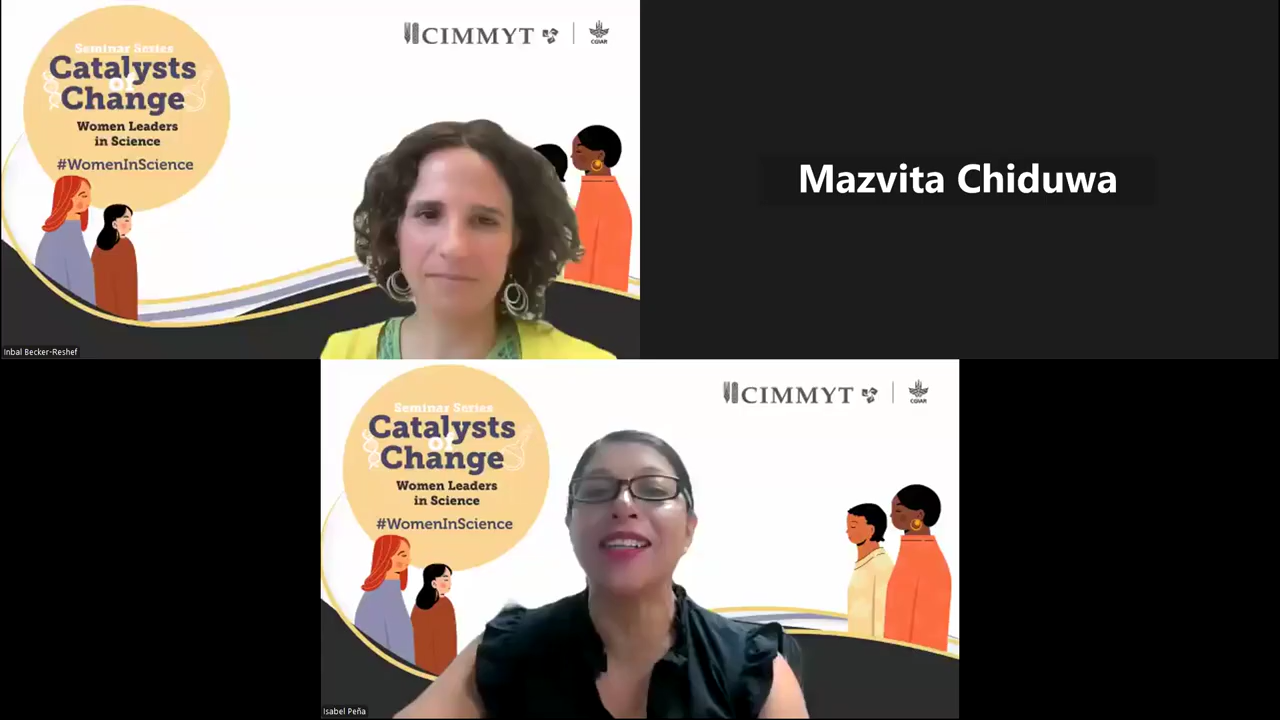 CIMMYT
CGIAR
Seminar Series
Catalysts
of
Change
Women Leaders
in Science
#WomenInScience
Inbal Becker-Reshef
Mazvita Chiduwa
CIMMYT
CGIAR
Seminar Series
Catalysts
of
Change
Women Leaders
in Science
#WomenInScience
Isabel Peña